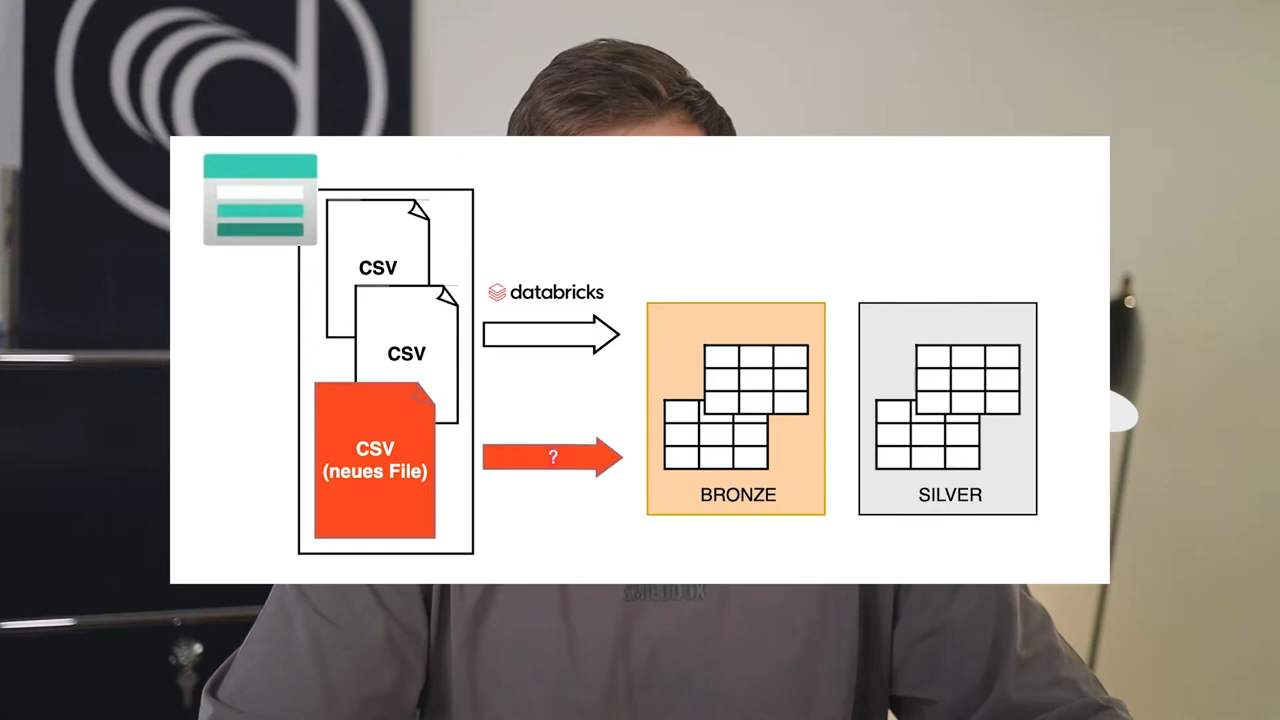 CSV
CSV
CSV
(neues File)
databricks
?
BRONZE
SILVER